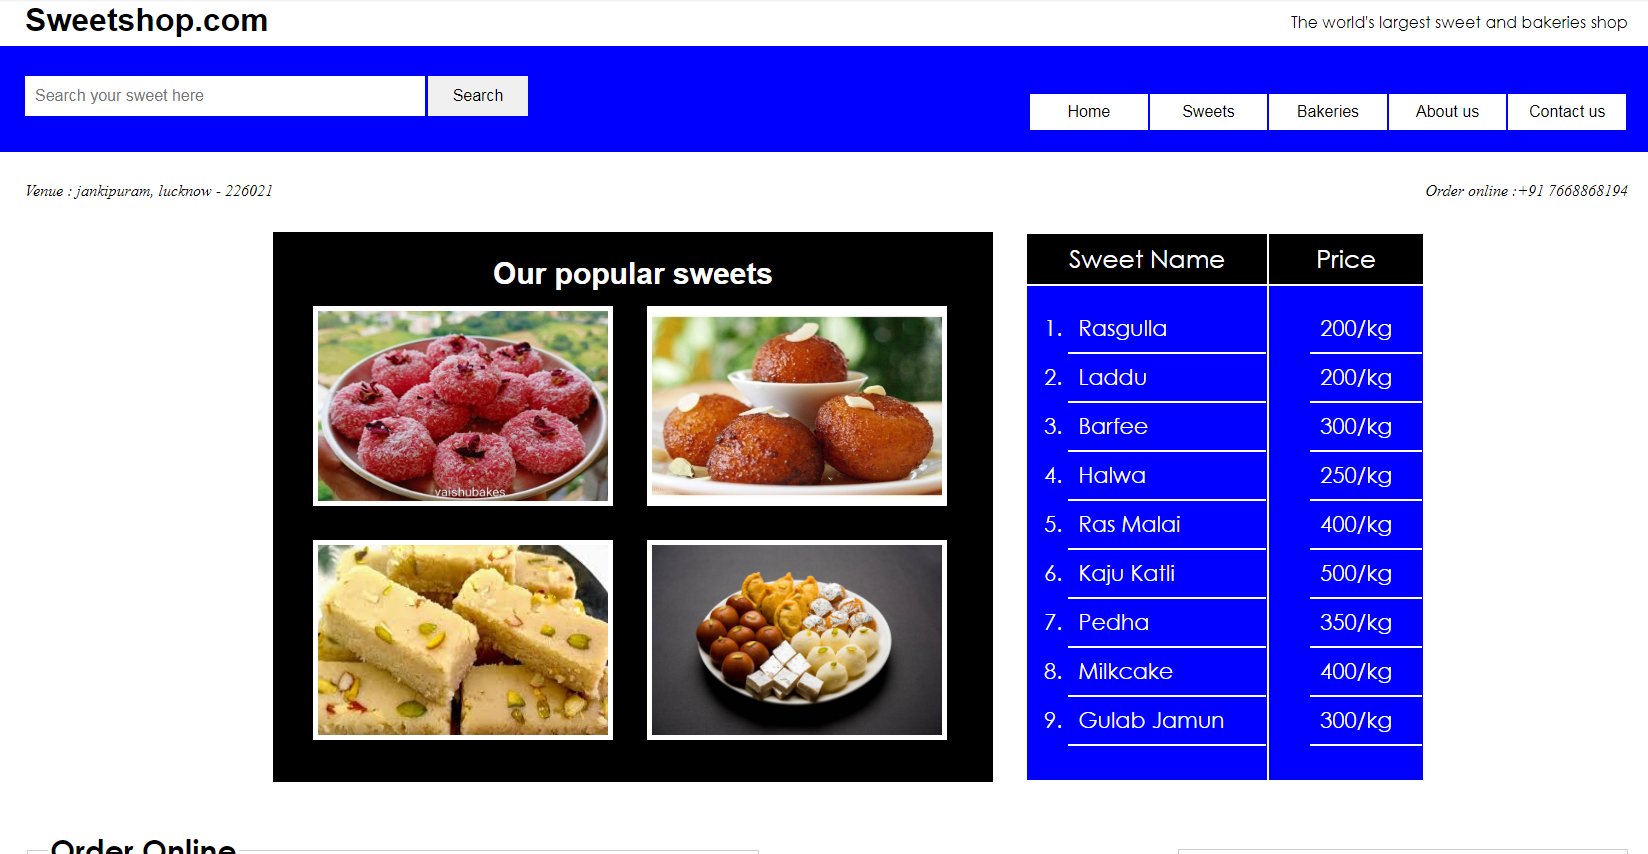 Sweetshop.com
The world's largest sweet and bakeries shop
Search your sweet here
Search
Home
Sweets
Bakeries
About us
Contact us
Venue : jankipuram, lucknow - 226021
Order online :+91 7668868194
Our popular sweets
vaishubakes
Sweet Name Price
1. Rasgulla 200/kg
2. Laddu 200/kg
3. Barfee 300/kg
4. Halwa 250/kg
5. Ras Malai 400/kg
6. Kaju Katli 500/kg
7. Pedha 350/kg
8. Milkcake 400/kg
9. Gulab Jamun 300/kg
Order Online